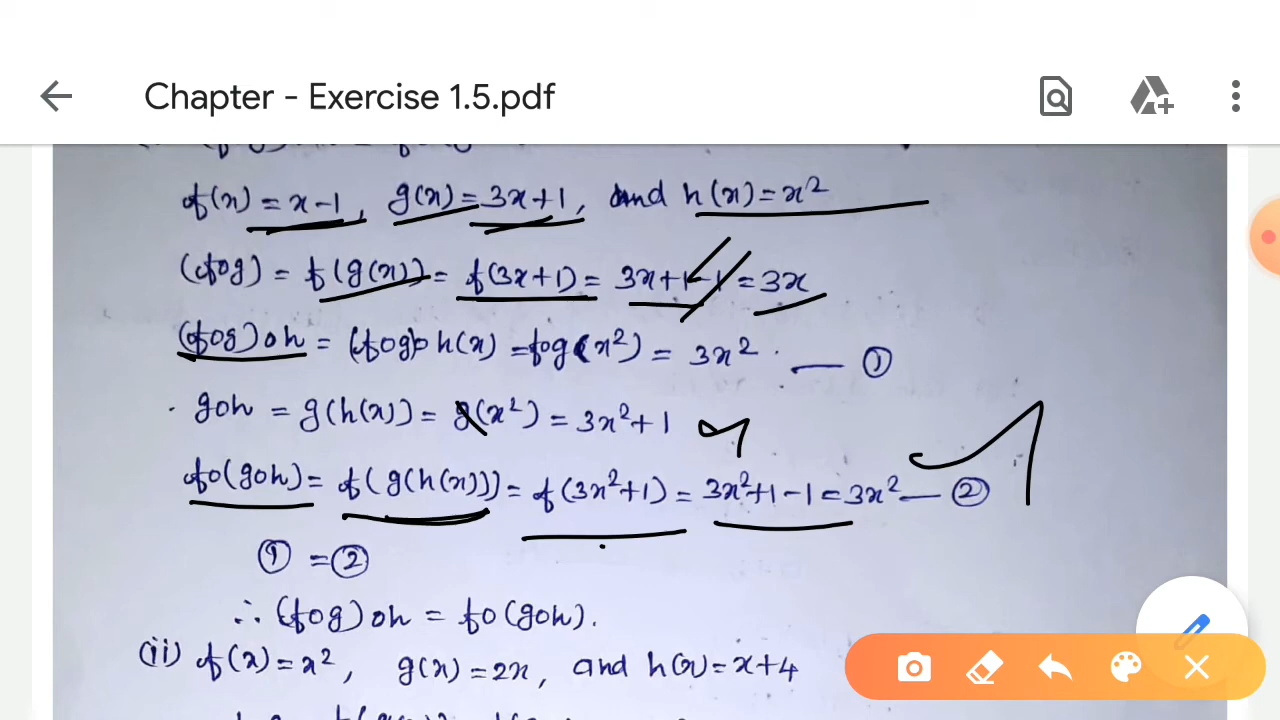 Chapter - Exercise 1.5.pdf
f(x) = x-1, g(x) = 3x+1, and h(x) = x²
(fog) = f(g(x)) = f(3x+1) = 3x+1-1 = 3x
(fog)oh = (fog)o h(x) = fog(x²) = 3x². — ①
goh = g(h(x)) = g(x²) = 3x²+1
fo(goh) = f(g(h(x))) = f(3x²+1) = 3x²+1-1 = 3x² — ②
① = ②
∴ (fog)oh = fo(goh).
(ii) f(x) = x², g(x) = 2x, and h(x) = x+4